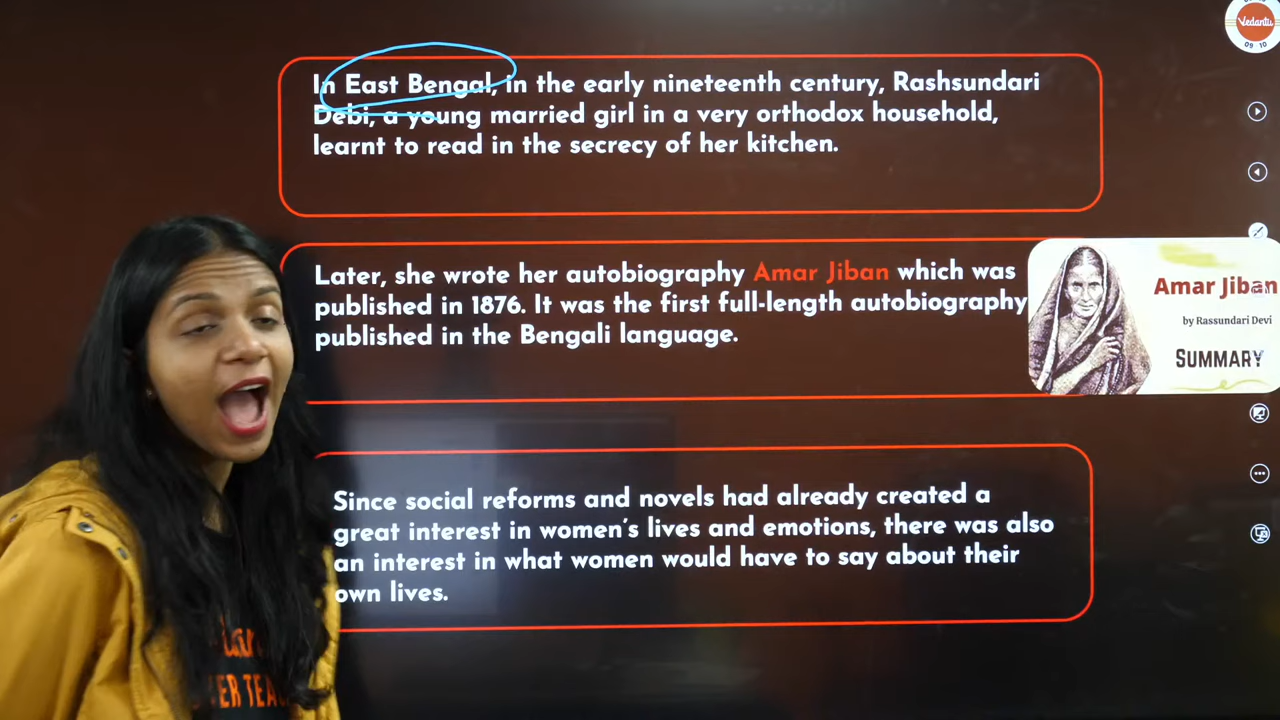 Vedantu
09 10
In East Bengal, in the early nineteenth century, Rashsundari
Debi, a young married girl in a very orthodox household,
learnt to read in the secrecy of her kitchen.
Later, she wrote her autobiography Amar Jiban which was
published in 1876. It was the first full-length autobiography
published in the Bengali language.
Amar Jiban
by Rassundari Devi
SUMMARY
Since social reforms and novels had already created a
great interest in women's lives and emotions, there was also
an interest in what women would have to say about their
own lives.